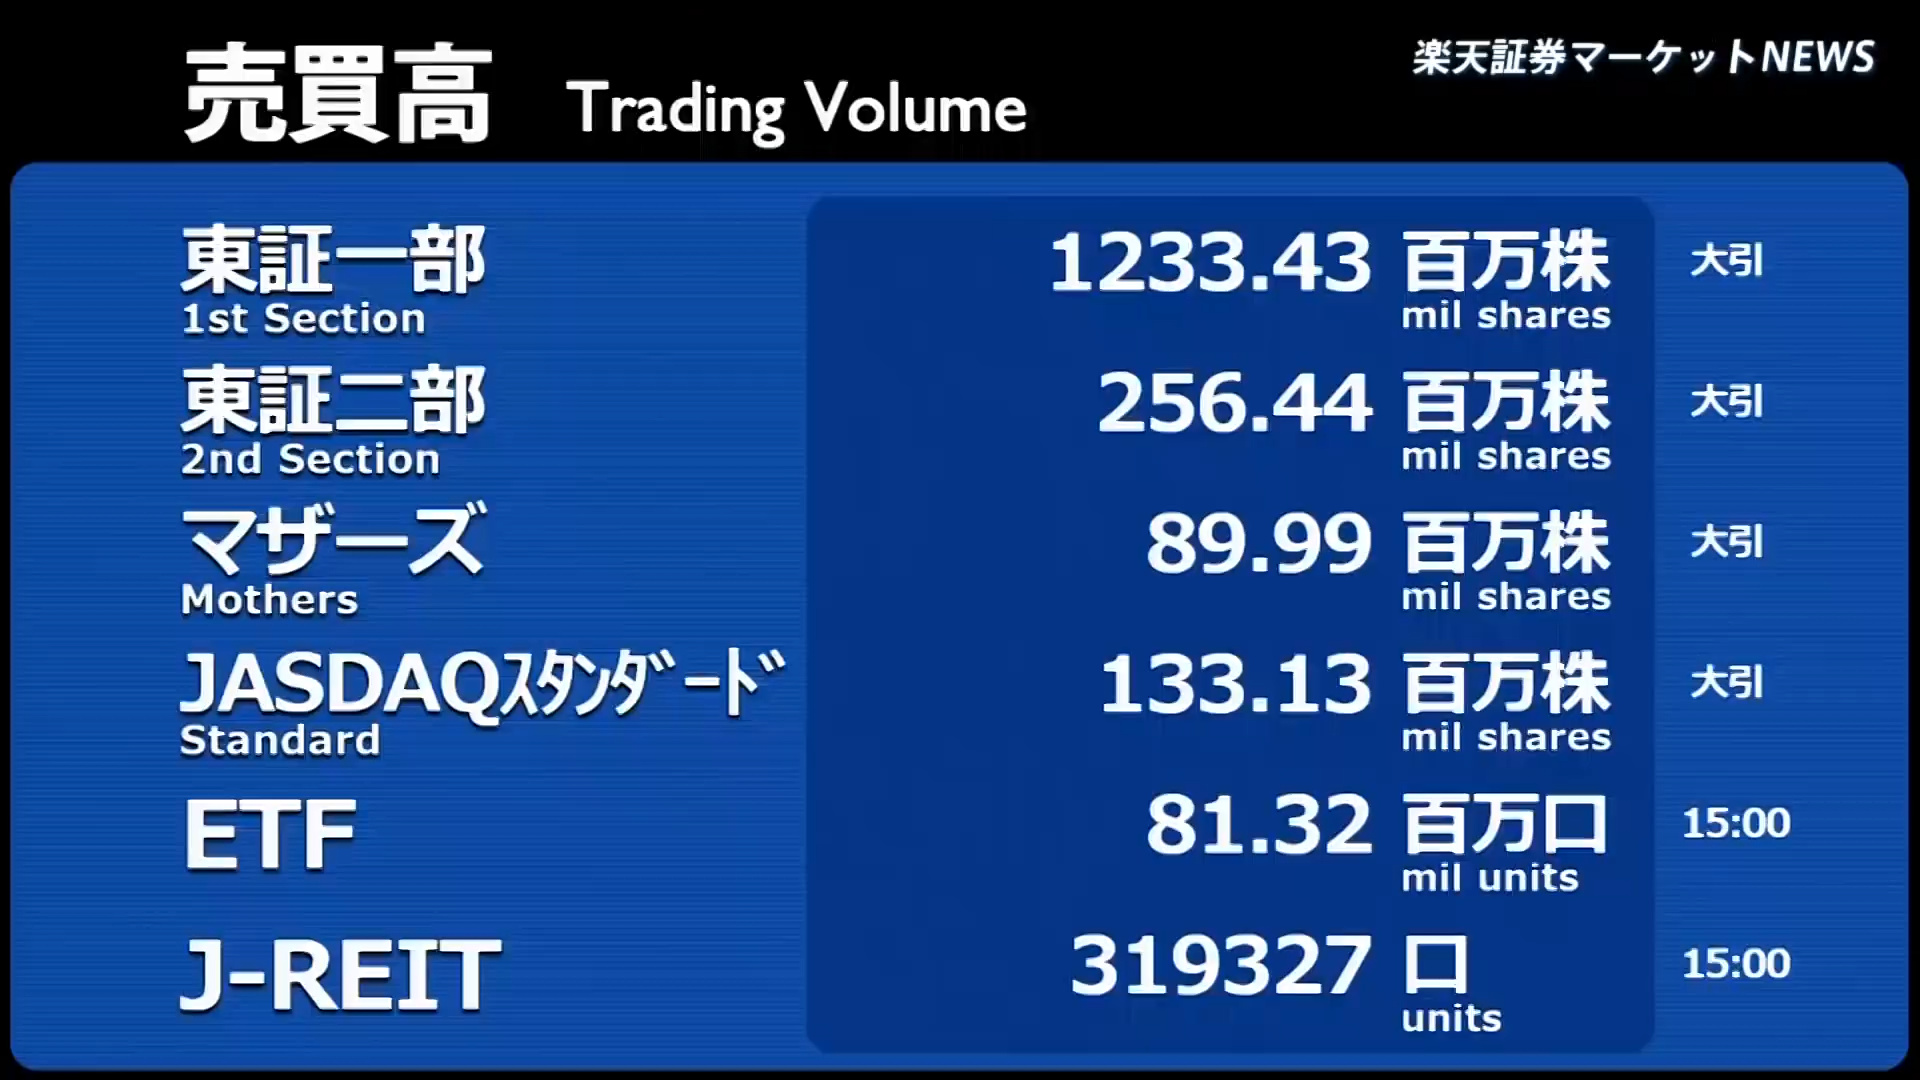 売買高 Trading Volume
楽天証券マーケットNEWS
東証一部 1233.43 百万株 大引
1st Section mil shares
東証二部 256.44 百万株 大引
2nd Section mil shares
マザーズ 89.99 百万株 大引
Mothers mil shares
JASDAQｽﾀﾝﾀﾞｰﾄﾞ 133.13 百万株 大引
Standard mil shares
ETF 81.32 百万口 15:00
mil units
J-REIT 319327 口 15:00
units